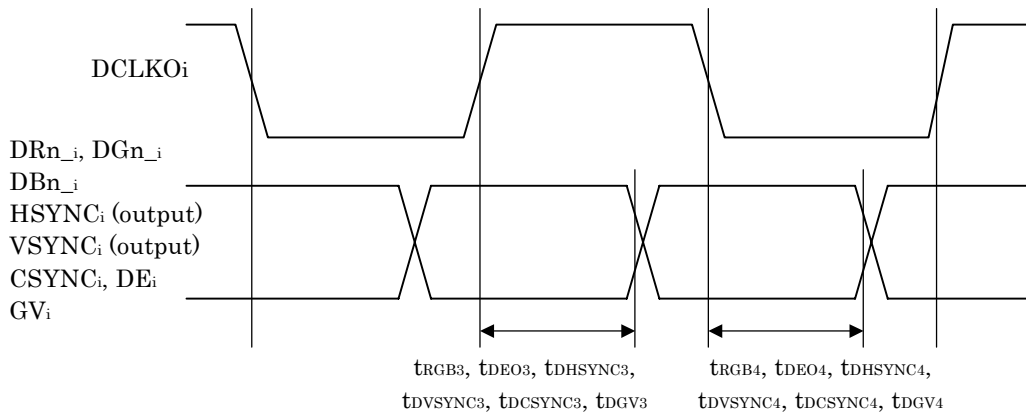 DCLKOi
DRn_i, DGn_i
DBn_i
HSYNCi (output)
VSYNCi (output)
CSYNCi, DEi
GVi
tRGB3, tDEO3, tDHSYNC3,
tDVSYNC3, tDCSYNC3, tDGV3
tRGB4, tDEO4, tDHSYNC4,
tDVSYNC4, tDCSYNC4, tDGV4